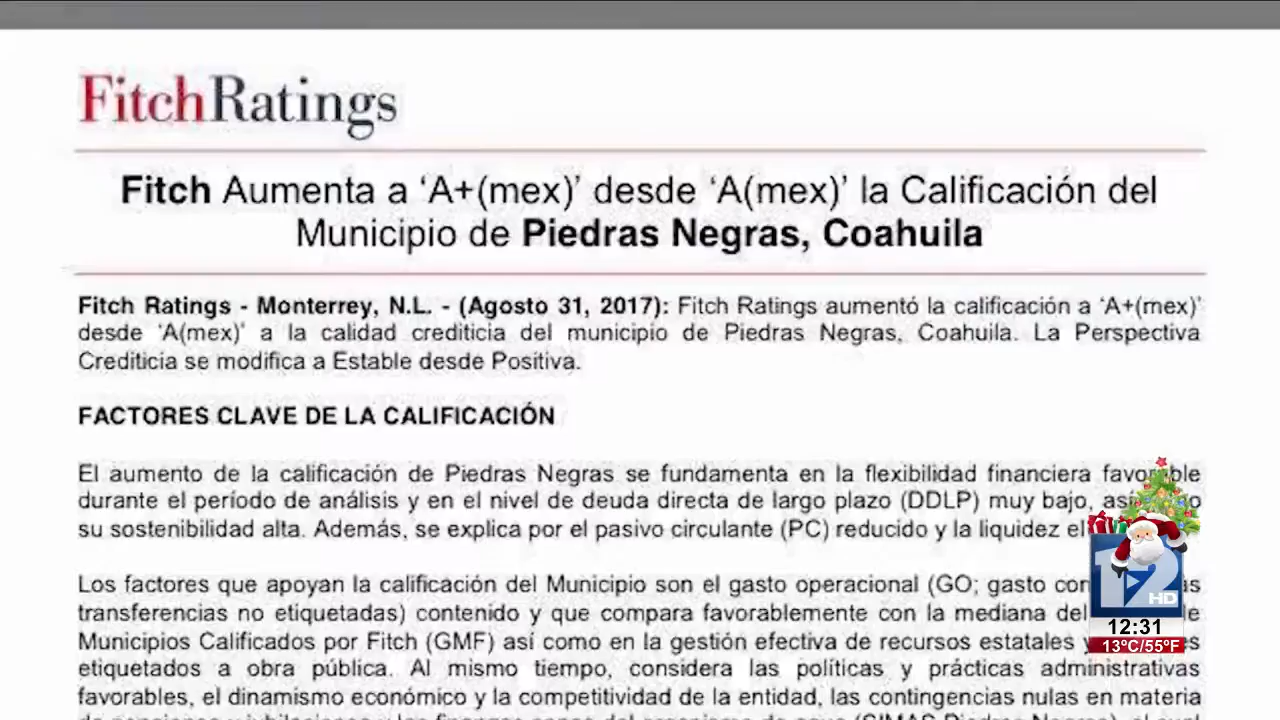 FitchRatings
Fitch Aumenta a ‘A+(mex)’ desde ‘A(mex)’ la Calificación del
Municipio de Piedras Negras, Coahuila
Fitch Ratings - Monterrey, N.L. - (Agosto 31, 2017): Fitch Ratings aumentó la calificación a ‘A+(mex)’
desde ‘A(mex)’ a la calidad crediticia del municipio de Piedras Negras, Coahuila. La Perspectiva
Crediticia se modifica a Estable desde Positiva.
FACTORES CLAVE DE LA CALIFICACIÓN
El aumento de la calificación de Piedras Negras se fundamenta en la flexibilidad financiera favorable
durante el período de análisis y en el nivel de deuda directa de largo plazo (DDLP) muy bajo,
su sostenibilidad alta. Además, se explica por el pasivo circulante (PC) reducido y la liquidez
Los factores que apoyan la calificación del Municipio son el gasto operacional (GO; gasto
transferencias no etiquetadas) contenido y que compara favorablemente con la mediana del
Municipios Calificados por Fitch (GMF) así como en la gestión efectiva de recursos estatales y
etiquetados a obra pública. Al mismo tiempo, considera las políticas y prácticas administrativas
favorables, el dinamismo económico y la competitividad de la entidad, las contingencias nulas en materia
12
HD
12:31
13°C/55°F